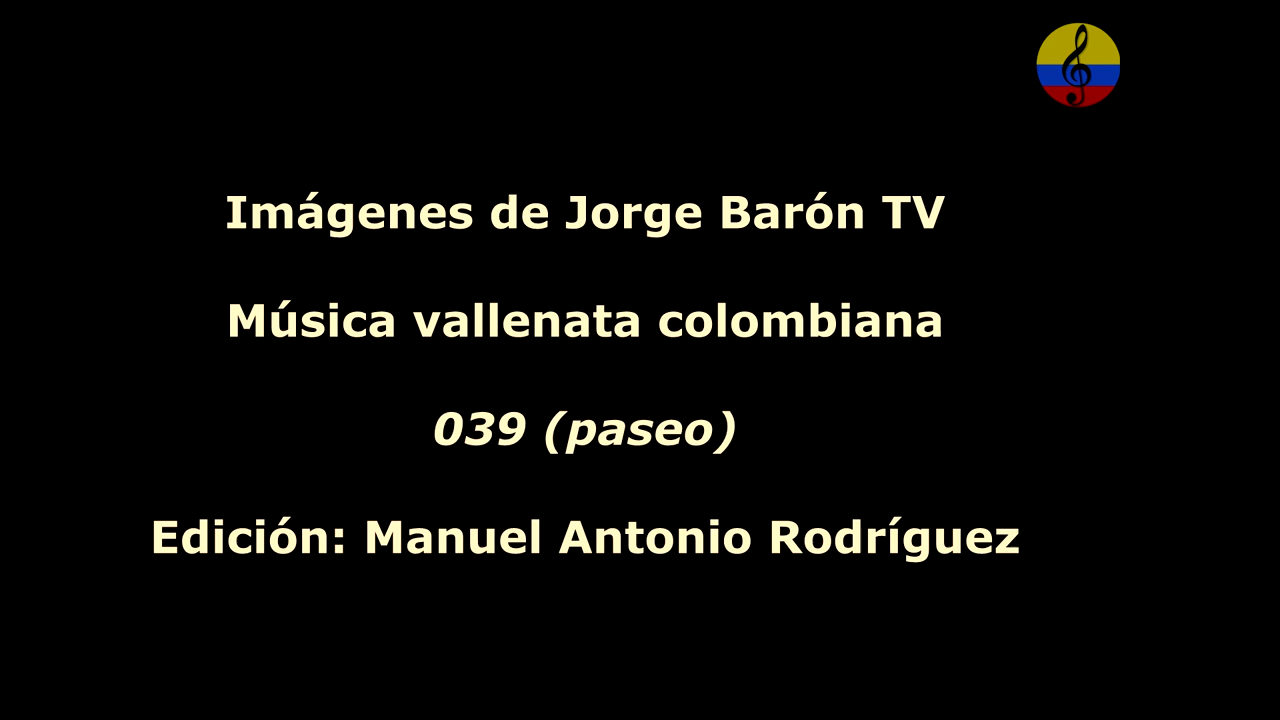 Imágenes de Jorge Barón TV
Música vallenata colombiana
039 (paseo)
Edición: Manuel Antonio Rodríguez